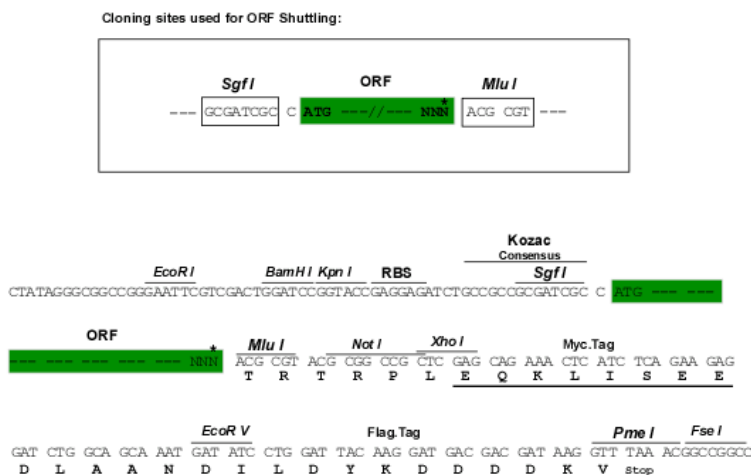 Cloning sites used for ORF Shuttling:
Sgf I ORF Mlu I
--- GCGATCGC C ATG ---//--- NNN* ACG CGT ---
Kozac
Consensus
EcoR I BamH I Kpn I RBS Sgf I
CTATAGGGCGGCCGGGAATTCGTCGACTGGATCCGGTACCGAGGAGATCTGCCGCCGCGATCGC C ATG --- ---
ORF
Mlu I Not I Xho I Myc.Tag
--- --- --- --- --- --- NNN* ACG CGT ACG CGG CCG CTC GAG CAG AAA CTC ATC TCA GAA GAG
T R T R P L E Q K L I S E E
EcoR V Flag.Tag Pme I Fse I
GAT CTG GCA GCA AAT GAT ATC CTG GAT TAC AAG GAT GAC GAC GAT AAG GTT TAA ACGGCCGGCC
D L A A N D I L D Y K D D D D K V Stop